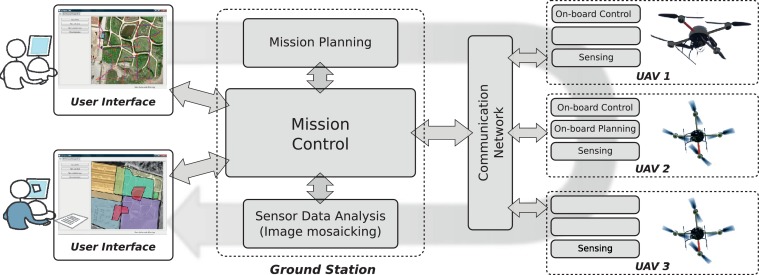 User Interface
User Interface
Mission Planning
Mission
Control
Sensor Data Analysis
(Image mosaicking)
Ground Station
Communication
Network
On-board Control
Sensing
UAV 1
On-board Control
On-board Planning
Sensing
UAV 2
Sensing
UAV 3